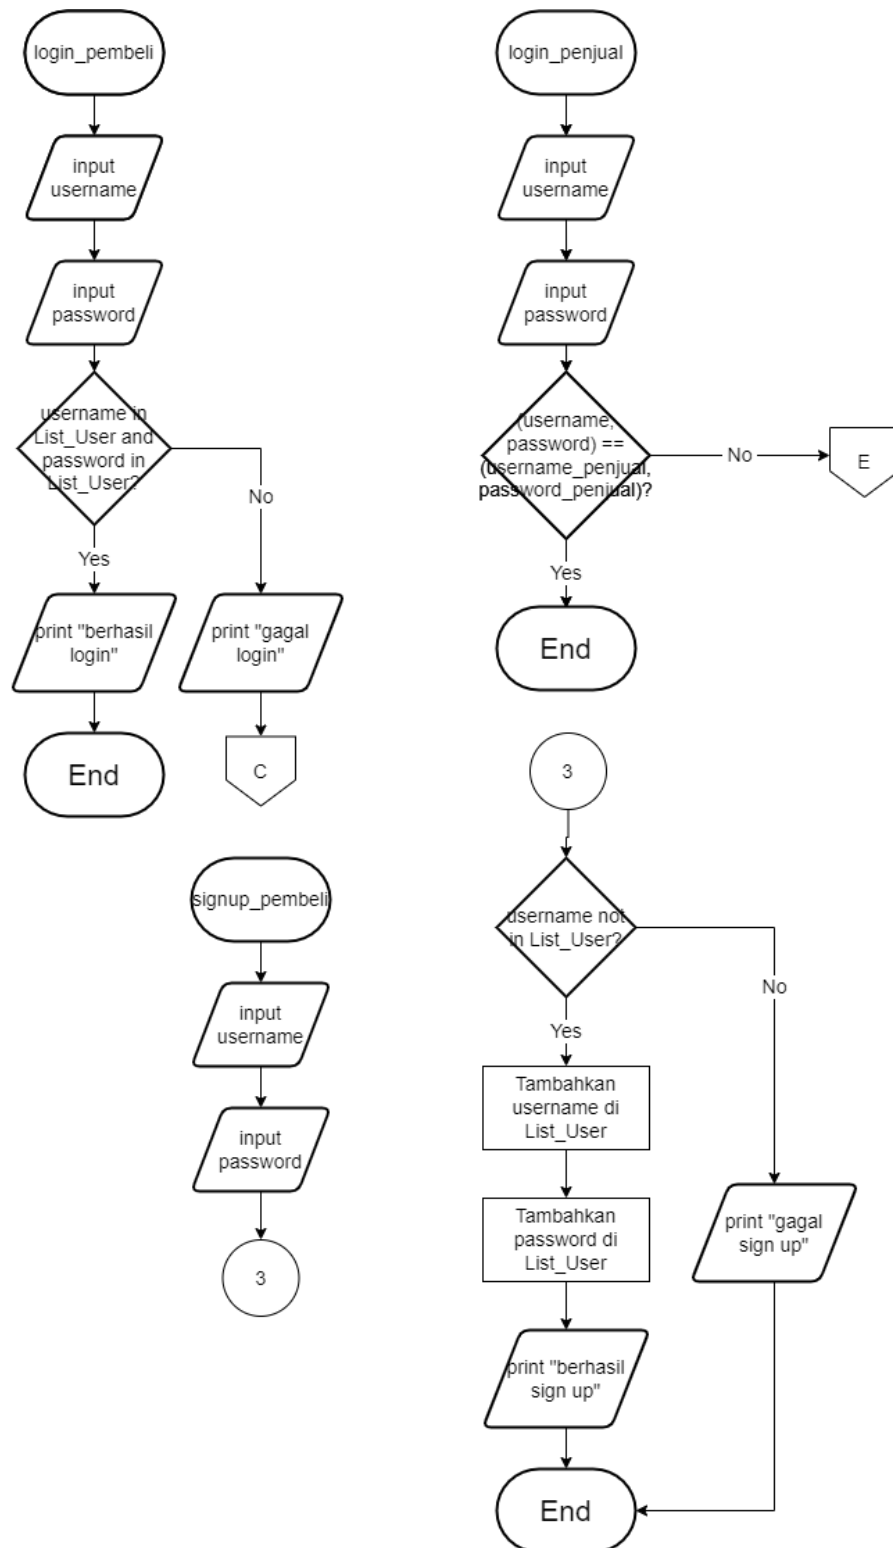 login_pembeli
input
username
input
password
username in
List_User and
password in
List_User?
No
Yes
print "berhasil
login"
print "gagal
login"
End
C
login_penjual
input
username
input
password
(username,
password) ==
(username_penjual,
password_penjual)?
No
E
Yes
End
signup_pembeli
input
username
input
password
3
3
username not
in List_User?
No
Yes
Tambahkan
username di
List_User
Tambahkan
password di
List_User
print "gagal
sign up"
print "berhasil
sign up"
End